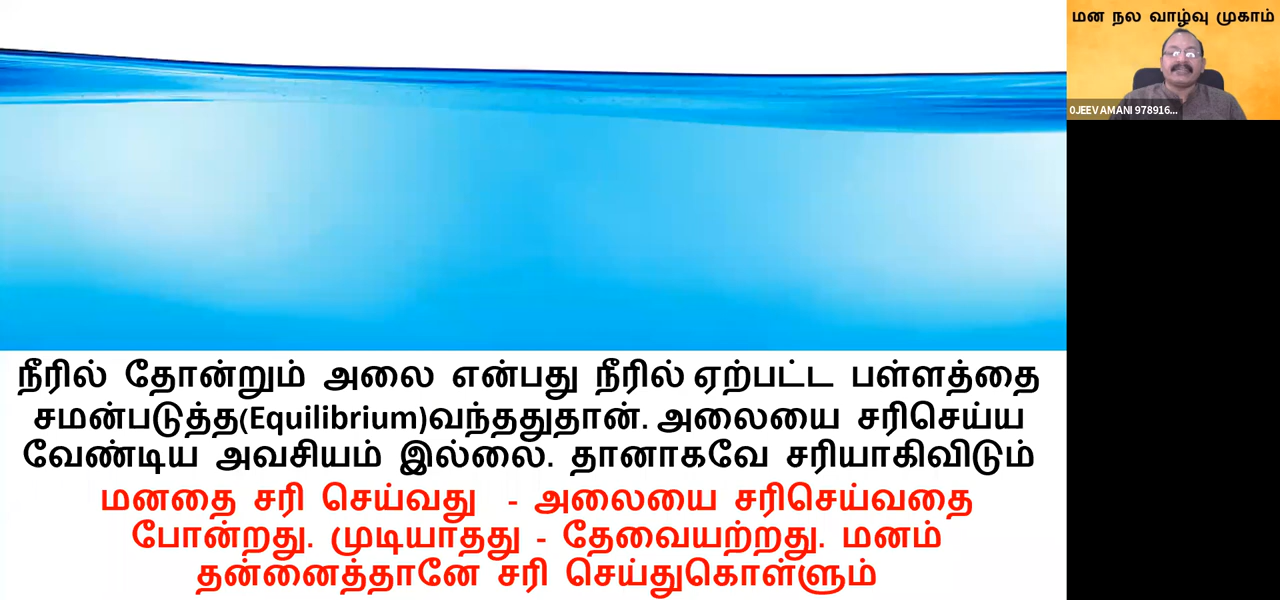 மன நல வாழ்வு முகாம்
0JEEVAMANI 978916...
நீரில் தோன்றும் அலை என்பது நீரில் ஏற்பட்ட பள்ளத்தை
சமன்படுத்த(Equilibrium)வந்ததுதான். அலையை சரிசெய்ய
வேண்டிய அவசியம் இல்லை. தானாகவே சரியாகிவிடும்
மனதை சரி செய்வது - அலையை சரிசெய்வதை
போன்றது. முடியாதது - தேவையற்றது. மனம்
தன்னைத்தானே சரி செய்துகொள்ளும்